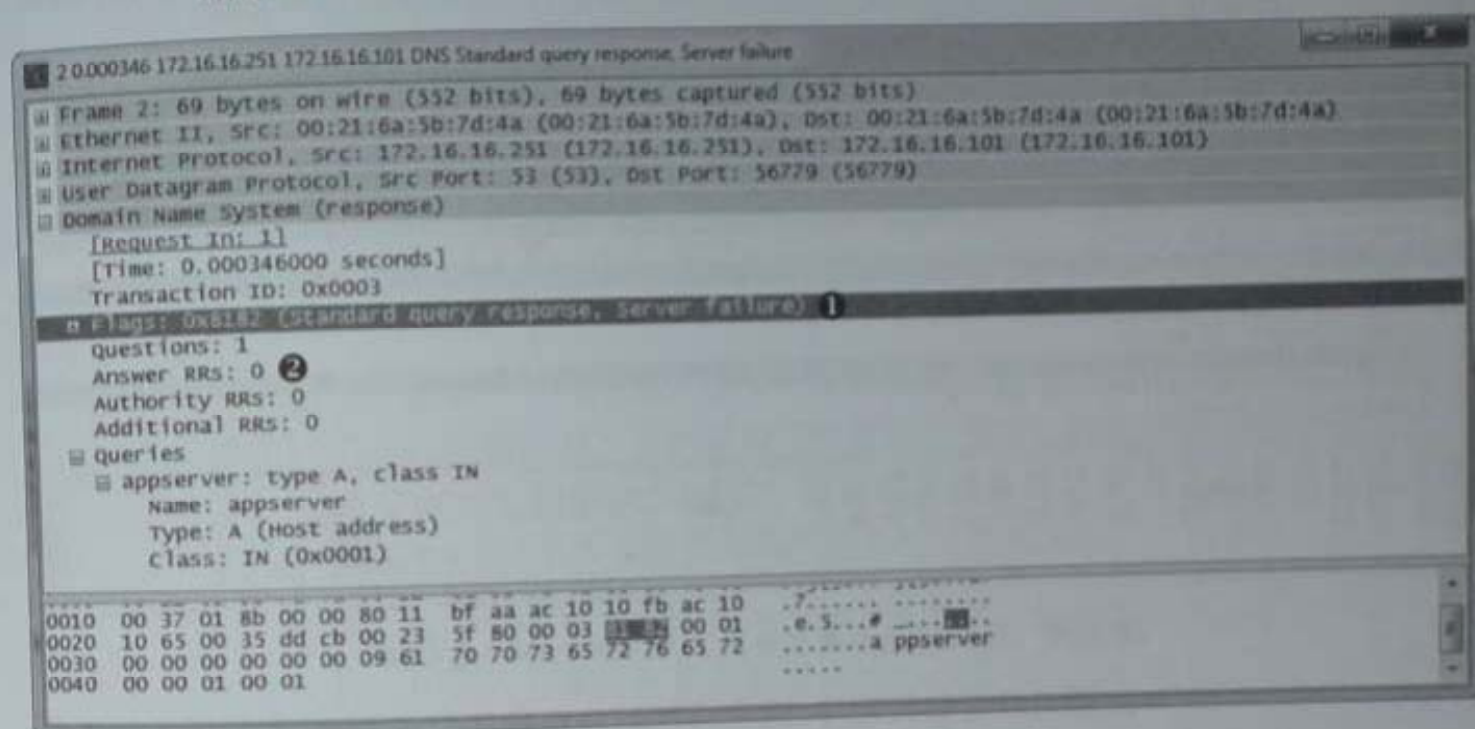 2 0.000346 172.16.16.251 172.16.16.101 DNS Standard query response, Server failure
Frame 2: 69 bytes on wire (552 bits), 69 bytes captured (552 bits)
Ethernet II, Src: 00:21:6a:5b:7d:4a (00:21:6a:5b:7d:4a), Dst: 00:21:6a:5b:7d:4a (00:21:6a:5b:7d:4a)
Internet Protocol, Src: 172.16.16.251 (172.16.16.251), Dst: 172.16.16.101 (172.16.16.101)
User Datagram Protocol, Src Port: 53 (53), Dst Port: 56779 (56779)
Domain Name System (response)
[Request In: 1]
[Time: 0.000346000 seconds]
Transaction ID: 0x0003
Flags: 0x8182 (Standard query response, Server failure) ❶
Questions: 1
Answer RRs: 0 ❷
Authority RRs: 0
Additional RRs: 0
Queries
appserver: type A, class IN
Name: appserver
Type: A (Host address)
Class: IN (0x0001)
0010 00 37 01 8b 00 00 80 11 bf aa ac 10 10 fb ac 10 .7...... ........
0020 10 65 00 35 dd cb 00 23 5f 80 00 03 81 82 00 01 .e.5...# _.....
0030 00 00 00 00 00 00 09 61 70 70 73 65 72 76 65 72 .......a ppserver
0040 00 00 01 00 01 .....